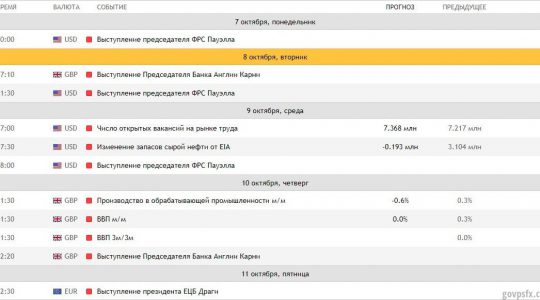 РЕМЯ ВАЛЮТА СОБЫТИЕ ПРОГНОЗ ПРЕДЫДУЩЕЕ
7 октября, понедельник
0:00 USD Выступление председателя ФРС Пауэлла
8 октября, вторник
7:10 GBP Выступление Председателя Банка Англии Карни
1:30 USD Выступление председателя ФРС Пауэлла
9 октября, среда
7:00 USD Число открытых вакансий на рынке труда 7.368 млн 7.217 млн
7:30 USD Изменение запасов сырой нефти от EIA -0.193 млн 3.104 млн
8:00 USD Выступление председателя ФРС Пауэлла
10 октября, четверг
1:30 GBP Производство в обрабатывающей промышленности м/м -0.6% 0.3%
1:30 GBP ВВП м/м 0.0% 0.3%
1:30 GBP ВВП 3м/3м 0.0%
2:20 GBP Выступление Председателя Банка Англии Карни
11 октября, пятница
2:30 EUR Выступление президента ЕЦБ Драги
govpsfx.c